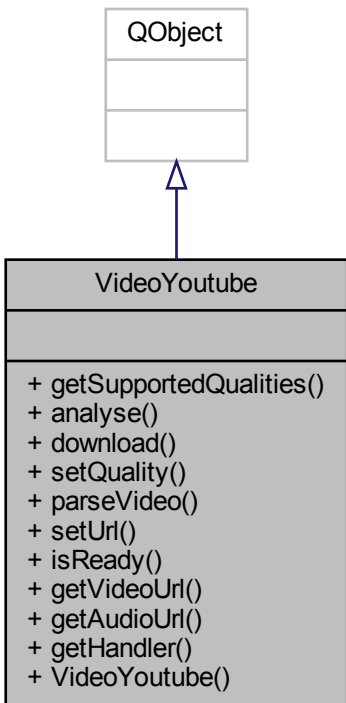 QObject
VideoYoutube
+ getSupportedQualities()
+ analyse()
+ download()
+ setQuality()
+ parseVideo()
+ setUrl()
+ isReady()
+ getVideoUrl()
+ getAudioUrl()
+ getHandler()
+ VideoYoutube()